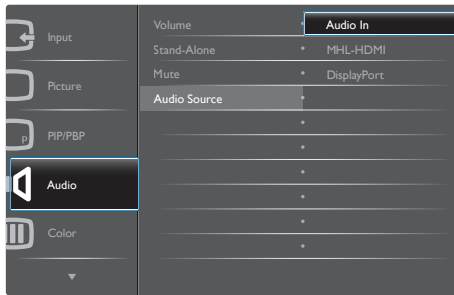 Input
Picture
P
PIP/PBP
Audio
Color
Volume
Stand-Alone
Mute
Audio Source
Audio In
MHL-HDMI
DisplayPort